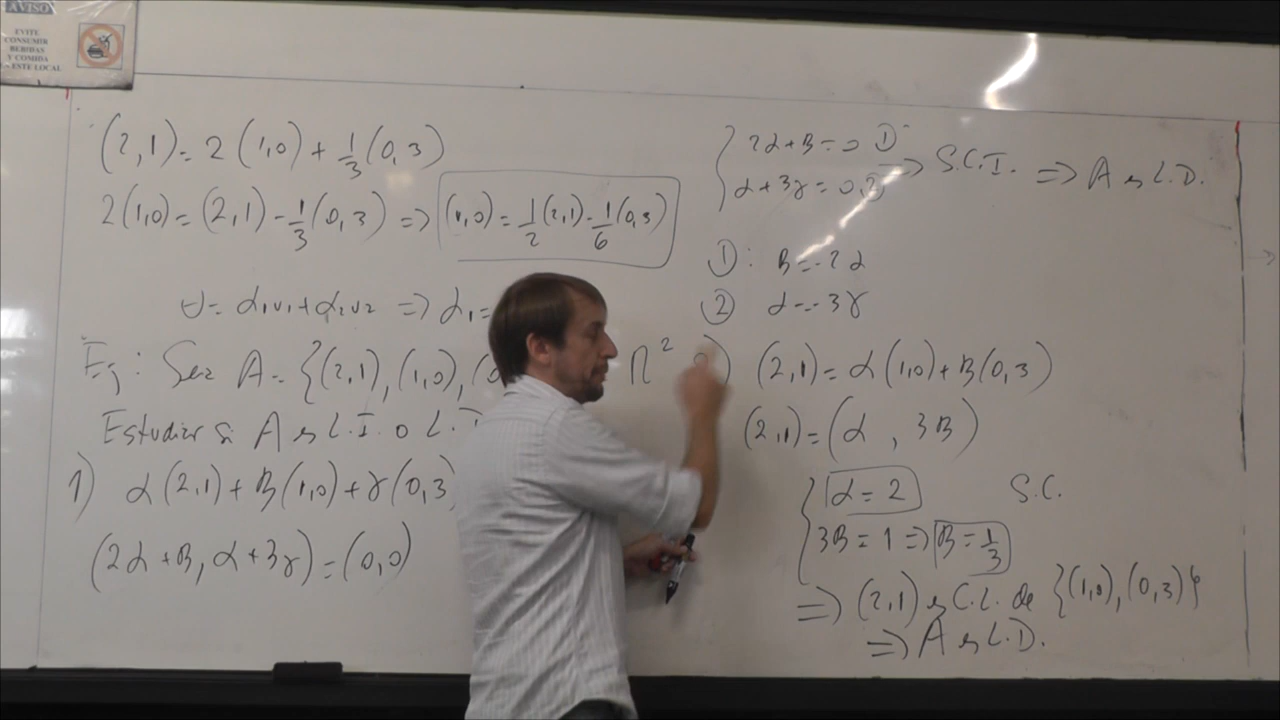 AVISO
EVITE
CONSUMIR
BEBIDAS
Y COMIDA
EN ESTE LOCAL
(2,1) = 2(1,0) + 1/3(0,3)
2(1,0) = (2,1) - 1/3(0,3) => (1,0) = 1/2(2,1) - 1/6(0,3)
v = α1v1 + α2v2 => α1 =
Ej: Sea A = {(2,1), (1,0), (0
Estudiar si A es L.I. o L.D
1) α(2,1) + β(1,0) + γ(0,3)
(2α + β, α + 3γ) = (0,0)
2α + β = 0 ①
α + 3γ = 0 ② => S.C.I. => A es L.D.
①: β = -2α
② α = -3γ
2) (2,1) = α(1,0) + β(0,3)
(2,1) = (α, 3β)
{ α = 2 S.C.
3β = 1 => β = 1/3
=> (2,1) es C.L. de {(1,0), (0,3)}
=> A es L.D.